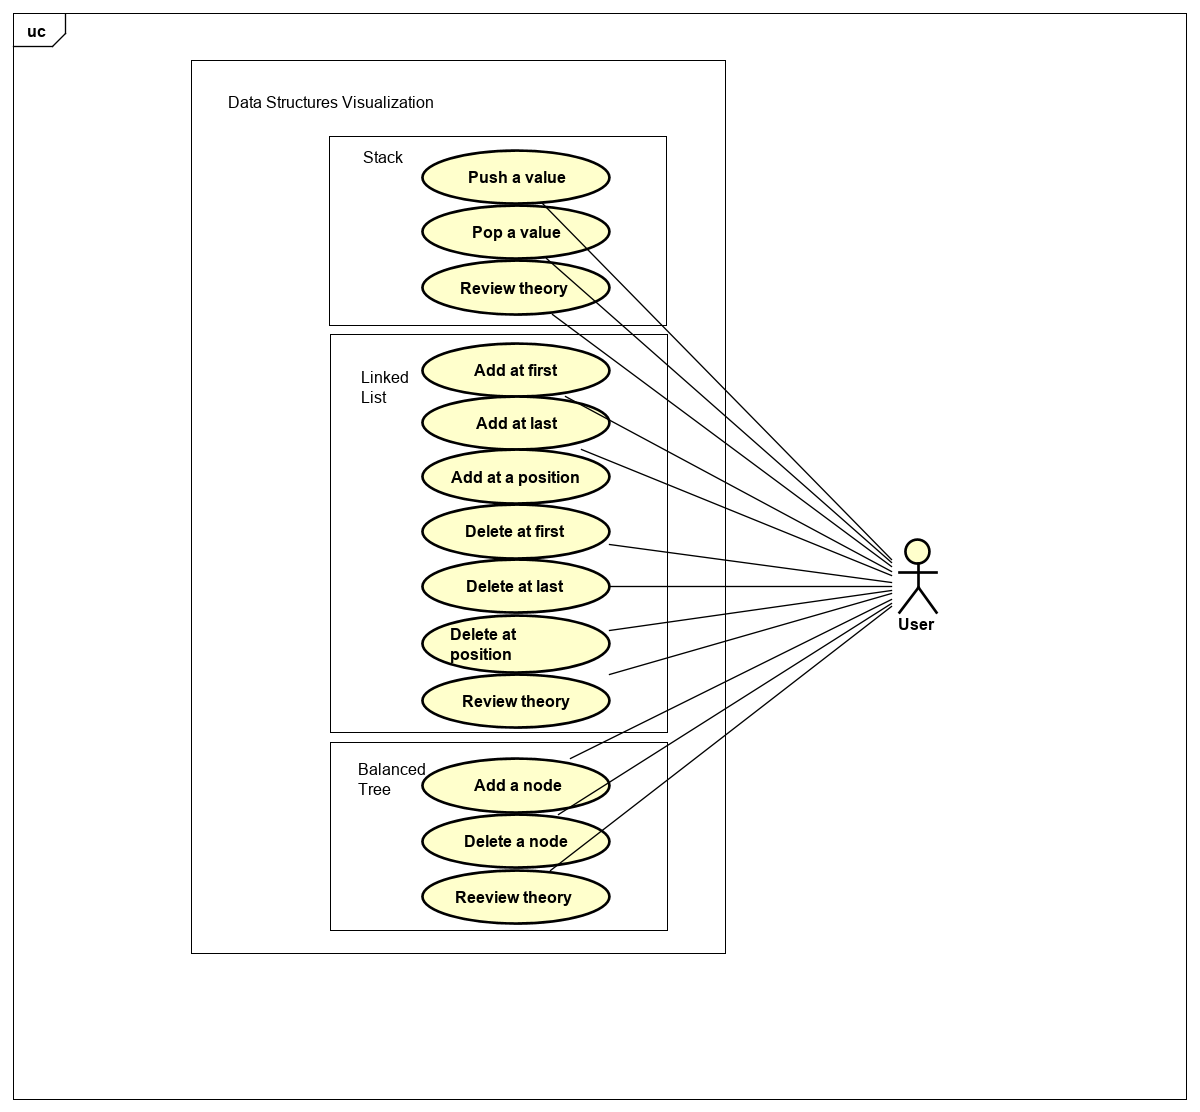 uc
Data Structures Visualization
Stack
Push a value
Pop a value
Review theory
Linked
List
Add at first
Add at last
Add at a position
Delete at first
Delete at last
Delete at
position
Review theory
Balanced
Tree
Add a node
Delete a node
Reeview theory
User